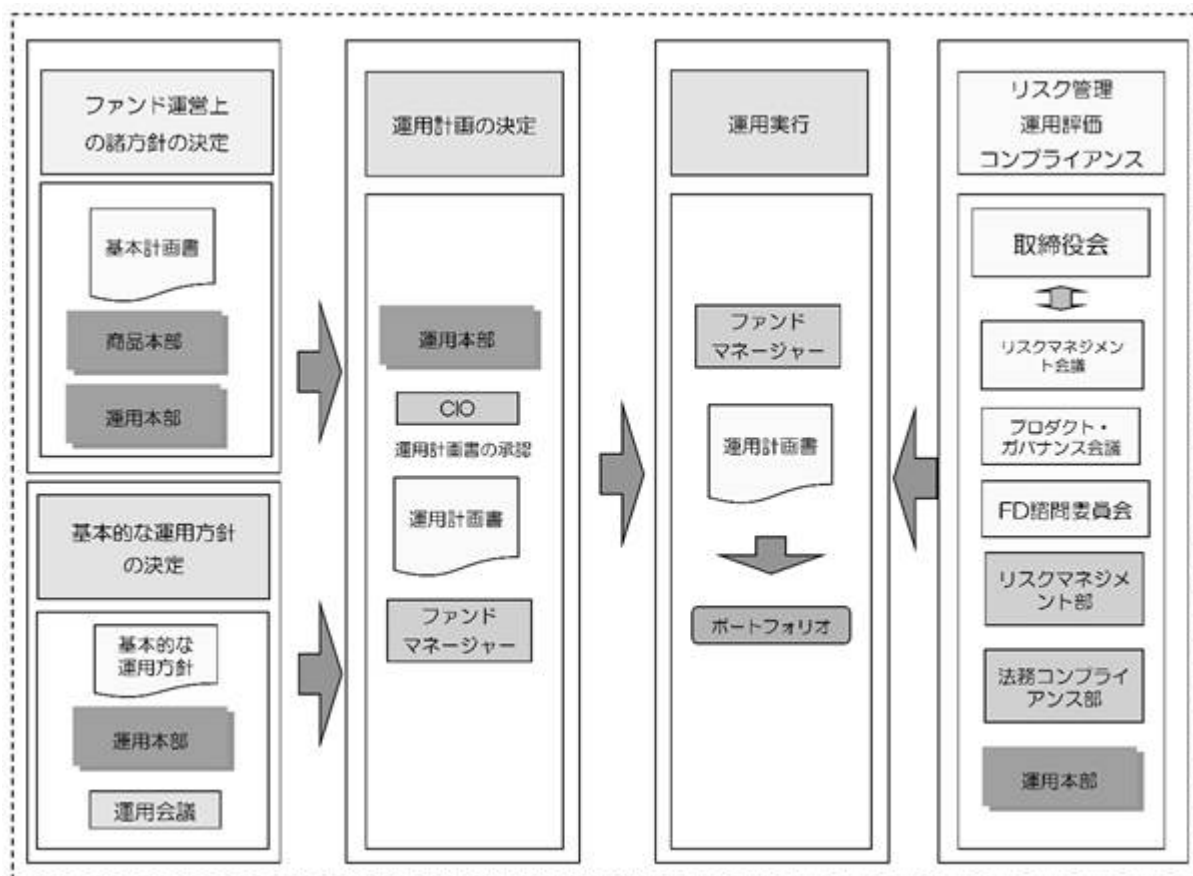 ファンド運営上
の諸方針の決定
基本計画書
商品本部
運用本部
基本的な運用方針
の決定
基本的な
運用方針
運用本部
運用会議
運用計画の決定
運用本部
CIO
運用計画書の承認
運用計画書
ファンド
マネージャー
運用実行
ファンド
マネージャー
運用計画書
ポートフォリオ
リスク管理
運用評価
コンプライアンス
取締役会
リスクマネジメン
ト会議
プロダクト・
ガバナンス会議
FD諮問委員会
リスクマネジメ
ント部
法務コンプライ
アンス部
運用本部